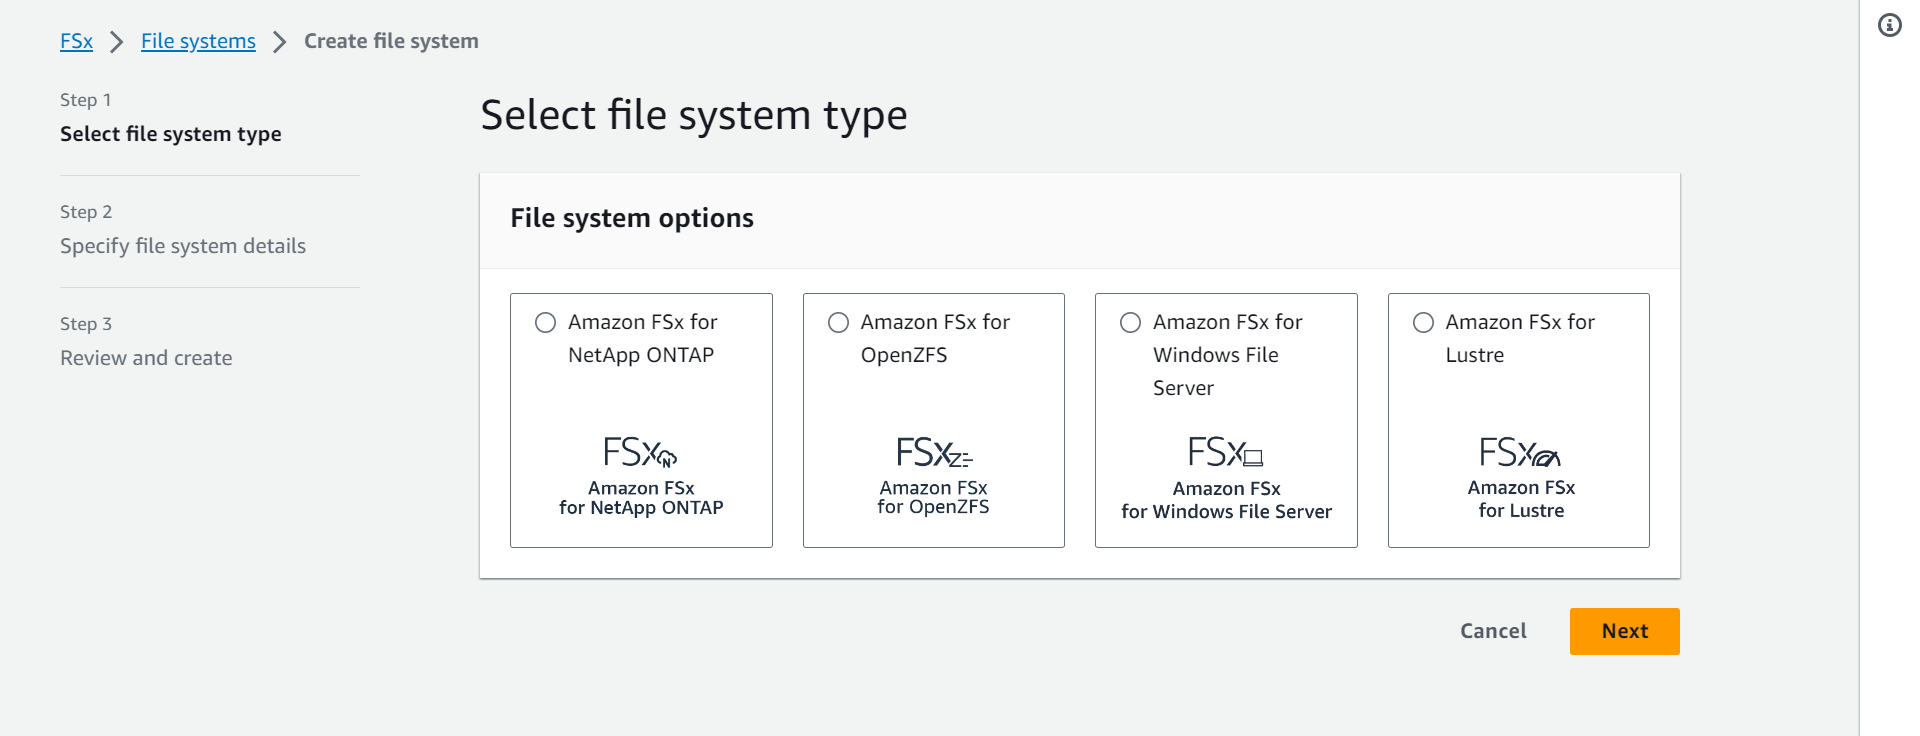 FSx > File systems > Create file system
Step 1
Select file system type
Step 2
Specify file system details
Step 3
Review and create
Select file system type
File system options
Amazon FSx for
NetApp ONTAP
FSx N
Amazon FSx
for NetApp ONTAP
Amazon FSx for
OpenZFS
FSx Z
Amazon FSx
for OpenZFS
Amazon FSx for
Windows File
Server
FSx
Amazon FSx
for Windows File Server
Amazon FSx for
Lustre
FSx
Amazon FSx
for Lustre
Cancel
Next